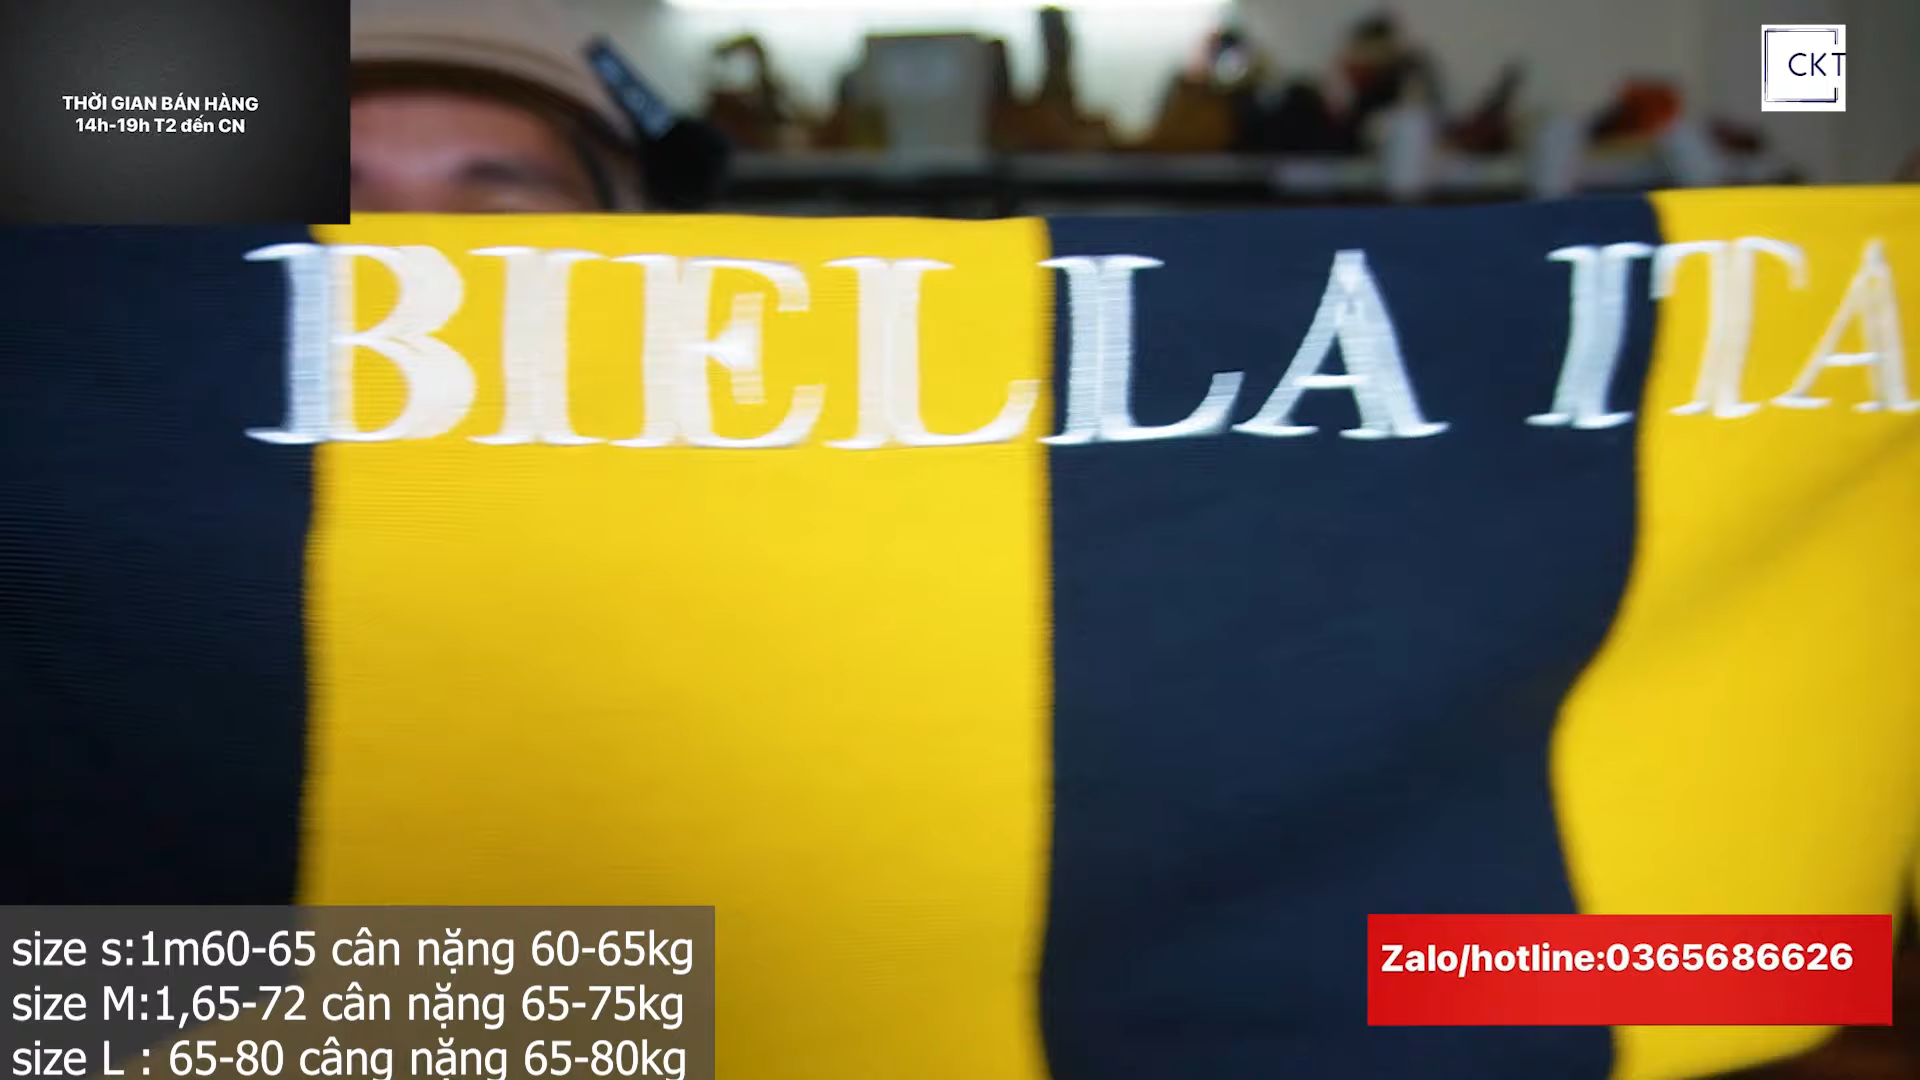 THỜI GIAN BÁN HÀNG
14h-19h T2 đến CN
CKT
BIELLA ITA
size s:1m60-65 cân nặng 60-65kg
size M:1,65-72 cân nặng 65-75kg
size L : 65-80 câng nặng 65-80kg
Zalo/hotline:0365686626